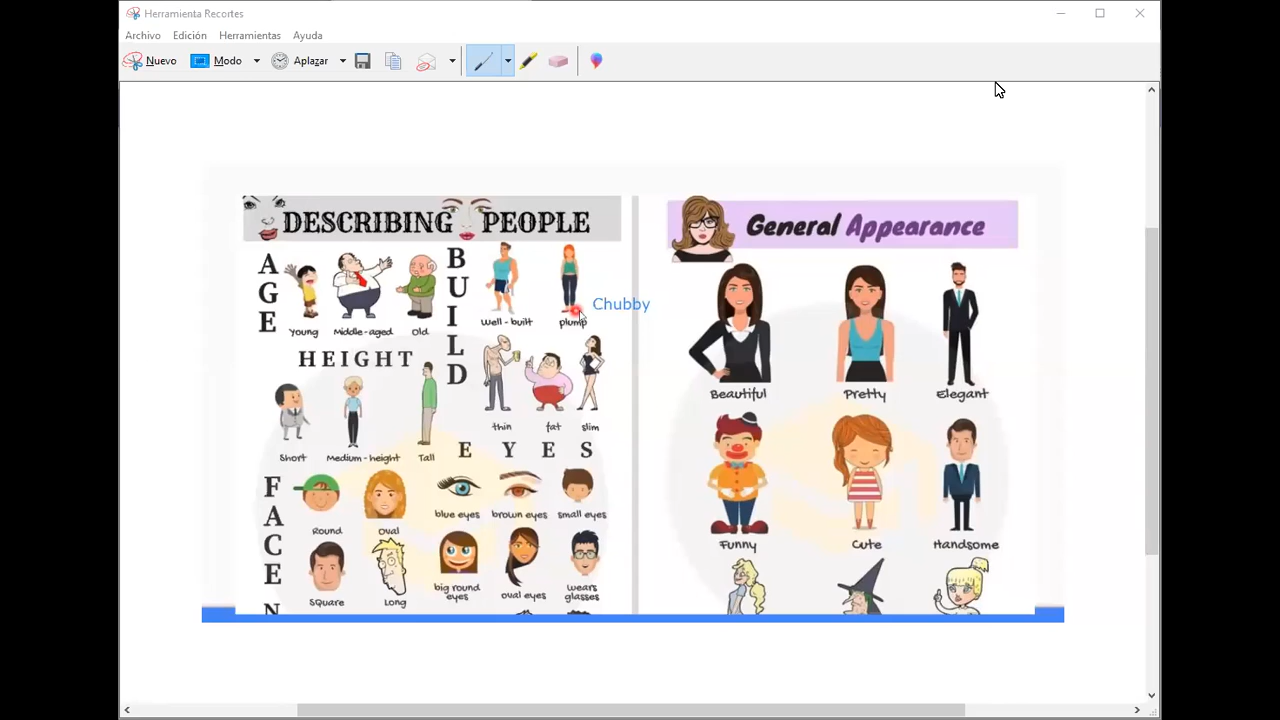 Herramienta Recortes
Archivo Edición Herramientas Ayuda
Nuevo Modo Aplazar
DESCRIBING PEOPLE
AGE
Young Middle-aged Old
BUILD
Well-built plump
Chubby
thin fat slim
HEIGHT
Short Medium-height Tall
EYES
blue eyes brown eyes small eyes
big round eyes oval eyes wears glasses
FACE
Round Oval
Square Long
N
General Appearance
Beautiful Pretty Elegant
Funny Cute Handsome